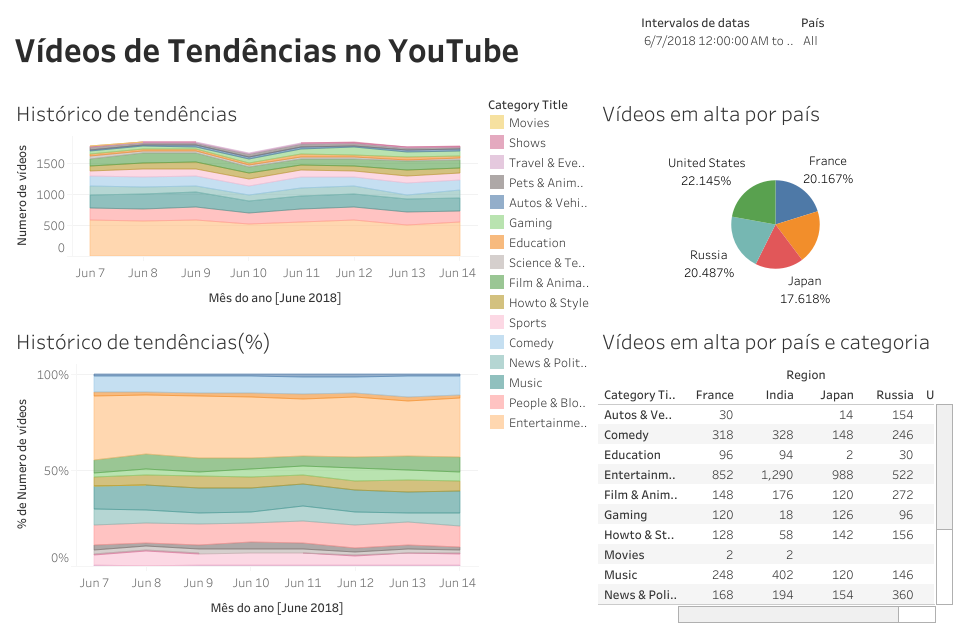 Vídeos de Tendências no YouTube
Intervalos de datas
País
6/7/2018 12:00:00 AM to ..
All
Histórico de tendências
Numero de vídeos
1500
1000
500
0
Jun 7 Jun 8 Jun 9 Jun 10 Jun 11 Jun 12 Jun 13 Jun 14
Mês do ano [June 2018]
Category Title
Movies
Shows
Travel & Eve..
Pets & Anim..
Autos & Vehi..
Gaming
Education
Science & Te..
Film & Anima..
Howto & Style
Sports
Comedy
News & Polit..
Music
People & Blo..
Entertainme..
Vídeos em alta por país
United States
22.145%
France
20.167%
Russia
20.487%
Japan
17.618%
Histórico de tendências(%)
% de Numero de vídeos
100%
50%
0%
Jun 7 Jun 8 Jun 9 Jun 10 Jun 11 Jun 12 Jun 13 Jun 14
Mês do ano [June 2018]
Vídeos em alta por país e categoria
Region
Category Ti.. France India Japan Russia U
Autos & Ve.. 30 14 154
Comedy 318 328 148 246
Education 96 94 2 30
Entertainm.. 852 1,290 988 522
Film & Anim.. 148 176 120 272
Gaming 120 18 126 96
Howto & St.. 128 58 142 156
Movies 2 2
Music 248 402 120 146
News & Poli.. 168 194 154 360